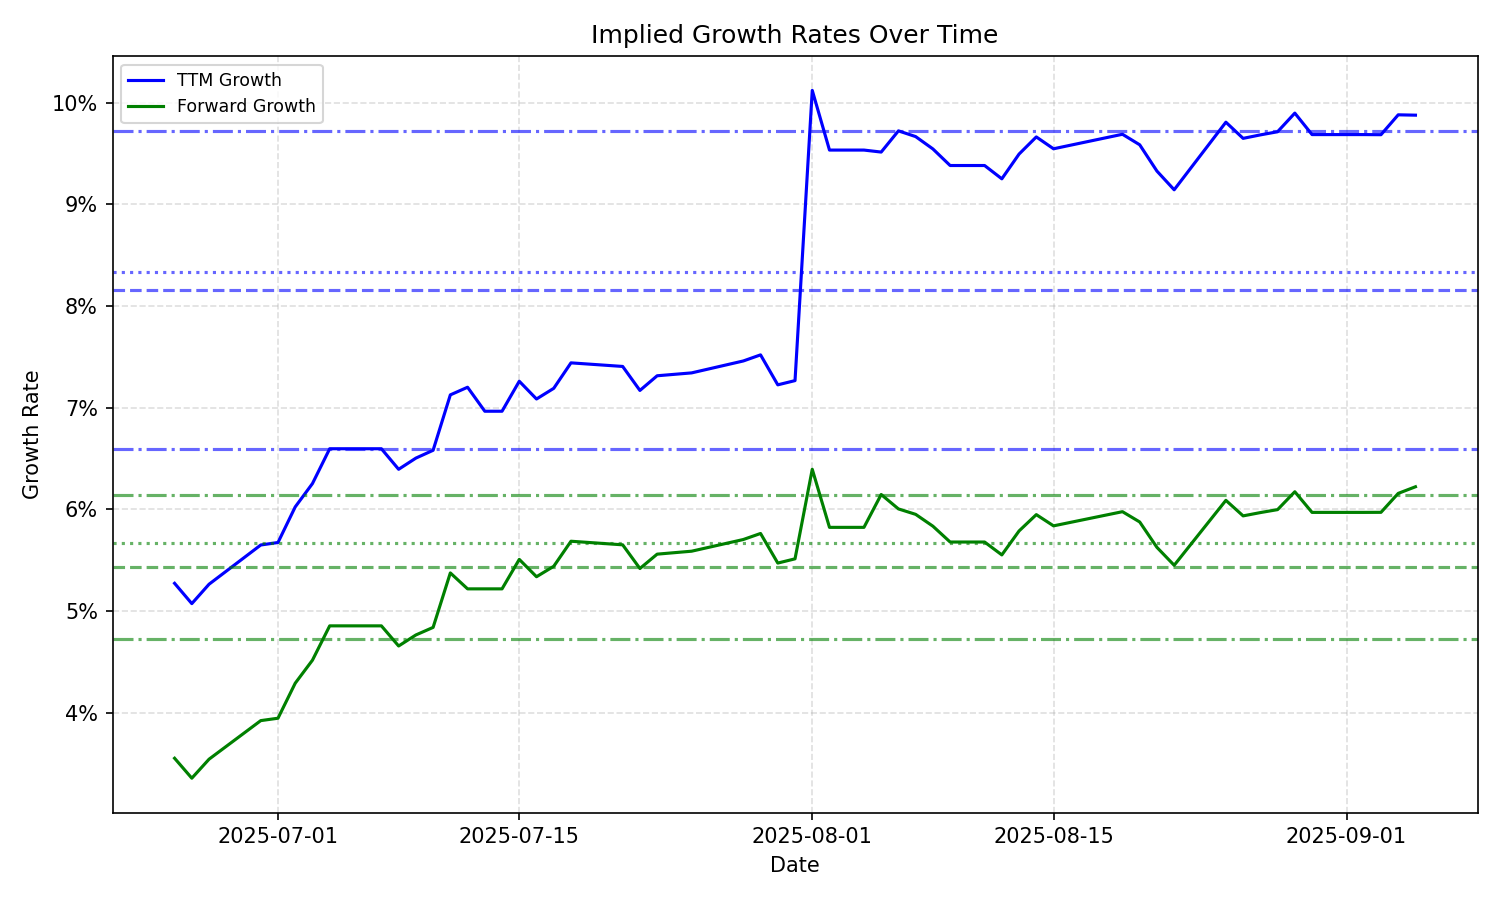 Implied Growth Rates Over Time
TTM Growth
Forward Growth
10%
9%
8%
7%
6%
5%
4%
Growth Rate
2025-07-01
2025-07-15
2025-08-01
2025-08-15
2025-09-01
Date